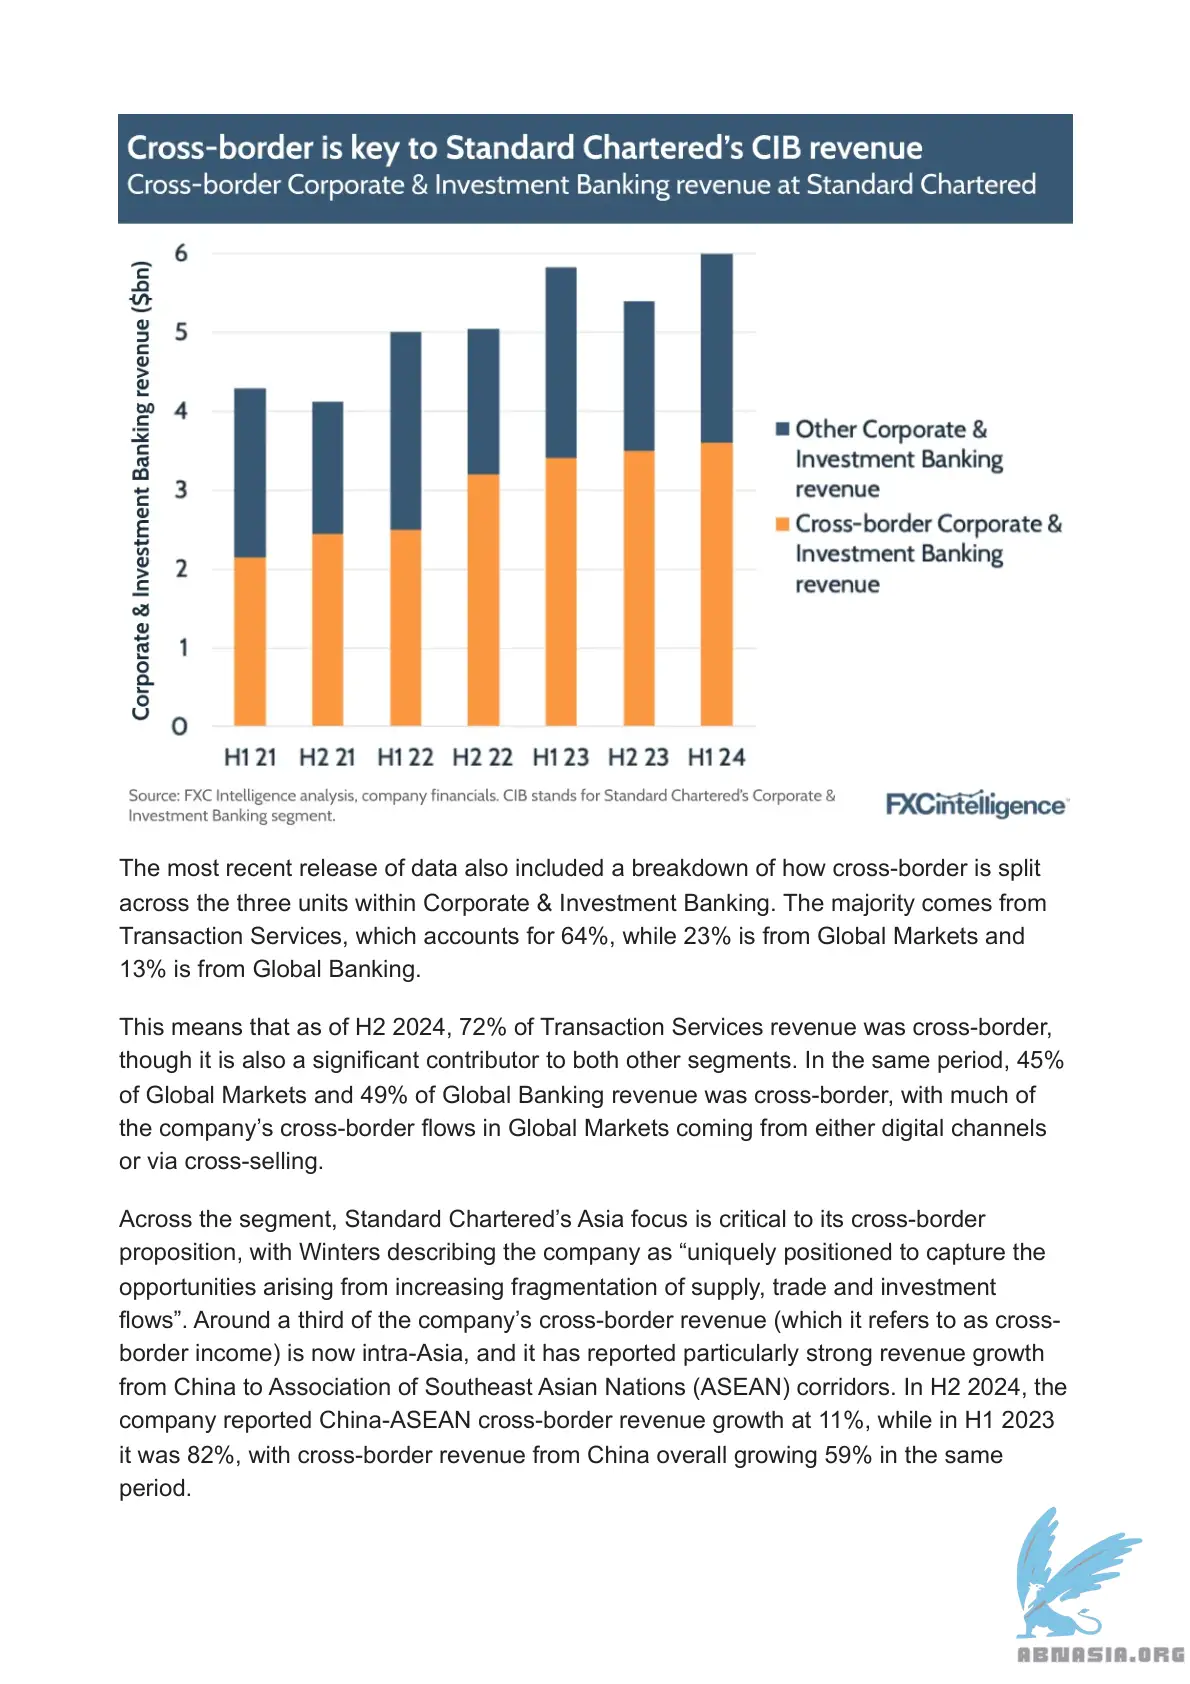 Cross-border is key to Standard Chartered's CIB revenue
Cross-border Corporate & Investment Banking revenue at Standard Chartered
Corporate & Investment Banking revenue ($bn)
6
5
4
3
2
1
0
H1 21 H2 21 H1 22 H2 22 H1 23 H2 23 H1 24
Other Corporate &
Investment Banking
revenue
Cross-border Corporate &
Investment Banking
revenue
Source: FXC Intelligence analysis, company financials. CIB stands for Standard Chartered's Corporate &
Investment Banking segment.
FXCintelligence™
The most recent release of data also included a breakdown of how cross-border is split
across the three units within Corporate & Investment Banking. The majority comes from
Transaction Services, which accounts for 64%, while 23% is from Global Markets and
13% is from Global Banking.
This means that as of H2 2024, 72% of Transaction Services revenue was cross-border,
though it is also a significant contributor to both other segments. In the same period, 45%
of Global Markets and 49% of Global Banking revenue was cross-border, with much of
the company’s cross-border flows in Global Markets coming from either digital channels
or via cross-selling.
Across the segment, Standard Chartered’s Asia focus is critical to its cross-border
proposition, with Winters describing the company as “uniquely positioned to capture the
opportunities arising from increasing fragmentation of supply, trade and investment
flows”. Around a third of the company’s cross-border revenue (which it refers to as cross-
border income) is now intra-Asia, and it has reported particularly strong revenue growth
from China to Association of Southeast Asian Nations (ASEAN) corridors. In H2 2024, the
company reported China-ASEAN cross-border revenue growth at 11%, while in H1 2023
it was 82%, with cross-border revenue from China overall growing 59% in the same
period.
ABNASIA.ORG